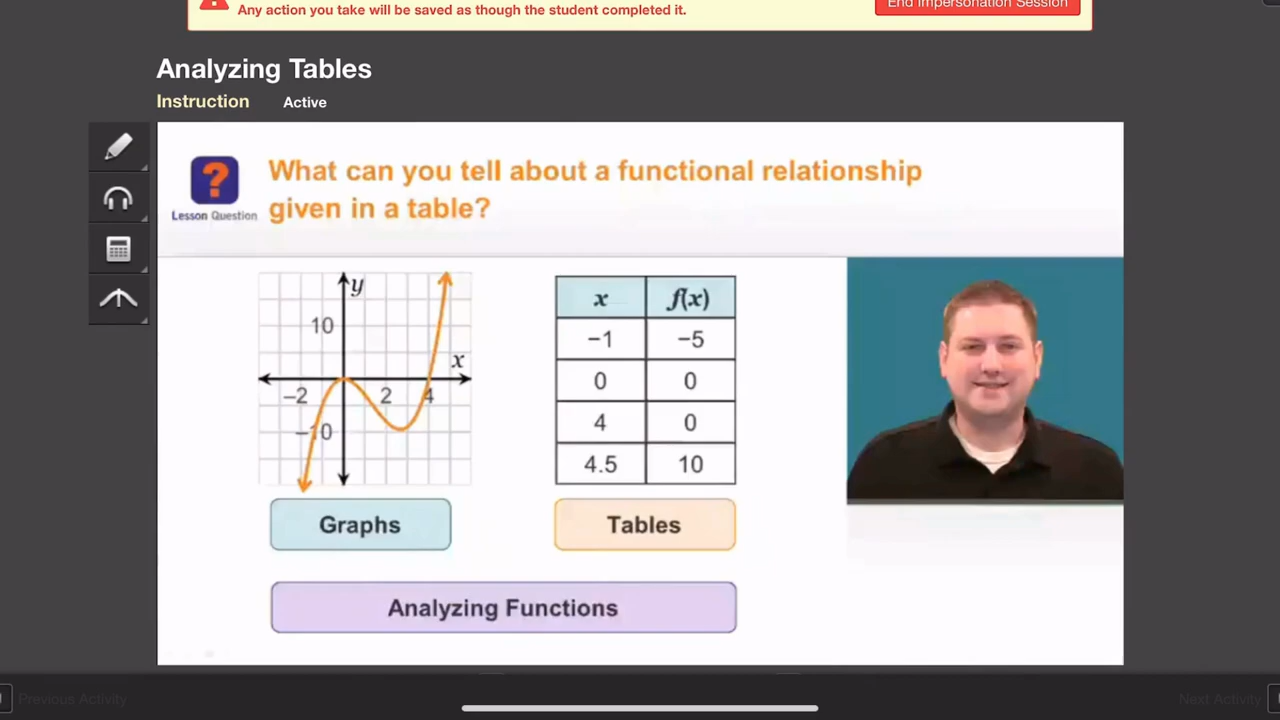 Any action you take will be saved as though the student completed it.
End Impersonation Session
Analyzing Tables
Instruction Active
?
What can you tell about a functional relationship
given in a table?
Lesson Question
y
10
x
−2 2 4
−10
x f(x)
−1 −5
0 0
4 0
4.5 10
Graphs
Tables
Analyzing Functions
Previous Activity
Next Activity